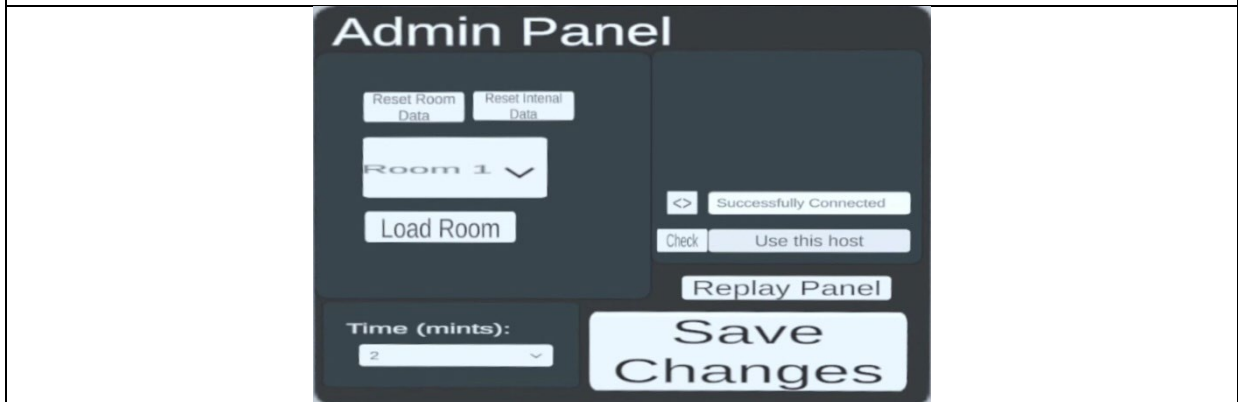 Admin Panel
Reset Room
Data
Reset Intenal
Data
Room 1
Load Room
<> Successfully Connected
Check Use this host
Replay Panel
Time (mints):
2
Save
Changes